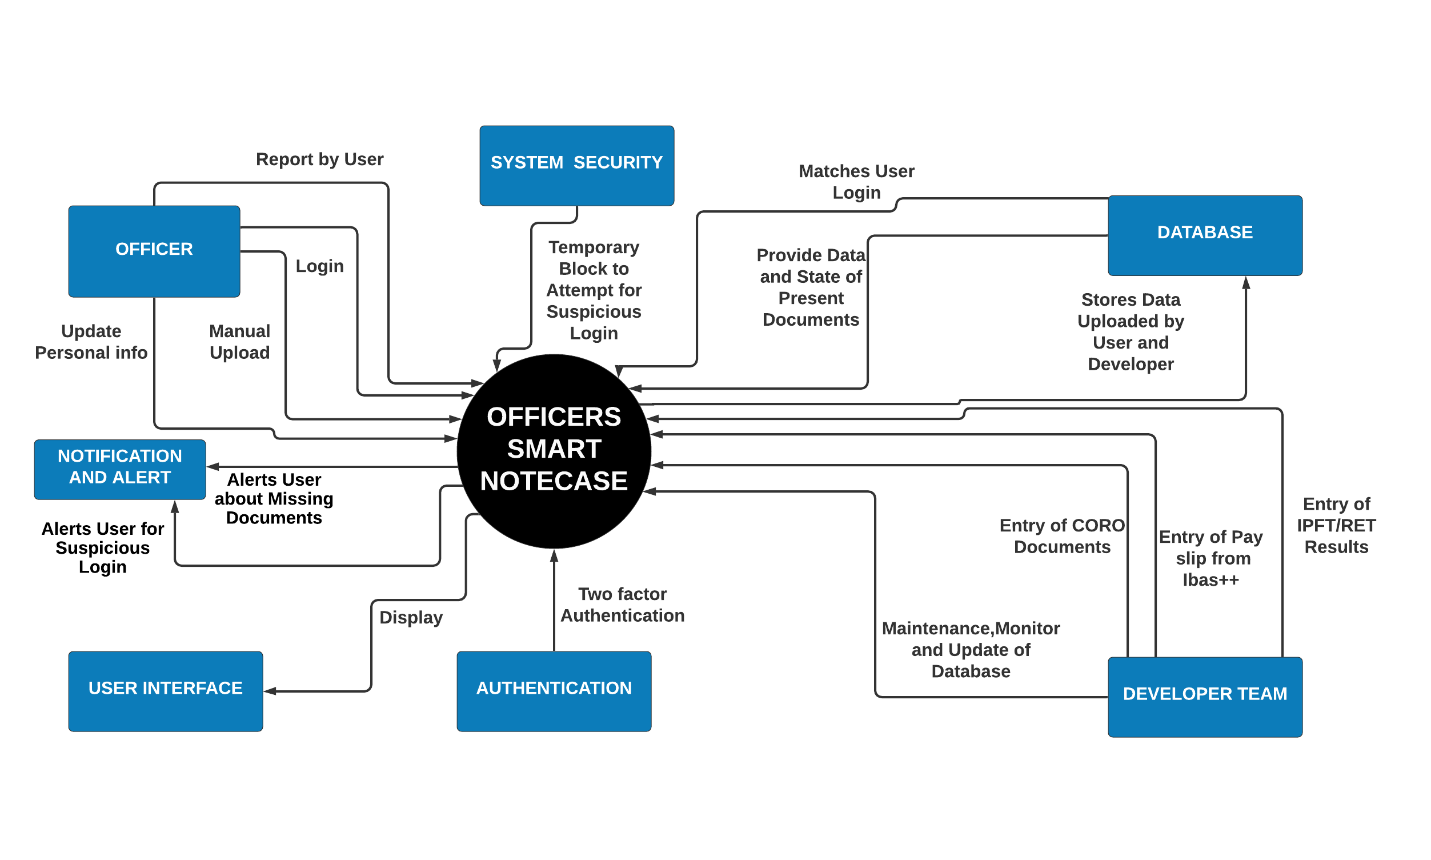 Report by User
SYSTEM  SECURITY
Matches User
Login
OFFICER
DATABASE
Login
Temporary
Block to
Attempt for
Suspicious
Login
Provide Data
and State of
Present
Documents
Stores Data
Uploaded by
User and
Developer
Update
Personal info
Manual
Upload
OFFICERS
SMART
NOTECASE
NOTIFICATION
AND ALERT
Alerts User
about Missing
Documents
Alerts User for
Suspicious
Login
Entry of CORO
Documents
Entry of Pay
slip from
Ibas++
Entry of
IPFT/RET
Results
Display
Two factor
Authentication
Maintenance,Monitor
and Update of
Database
USER INTERFACE
AUTHENTICATION
DEVELOPER TEAM